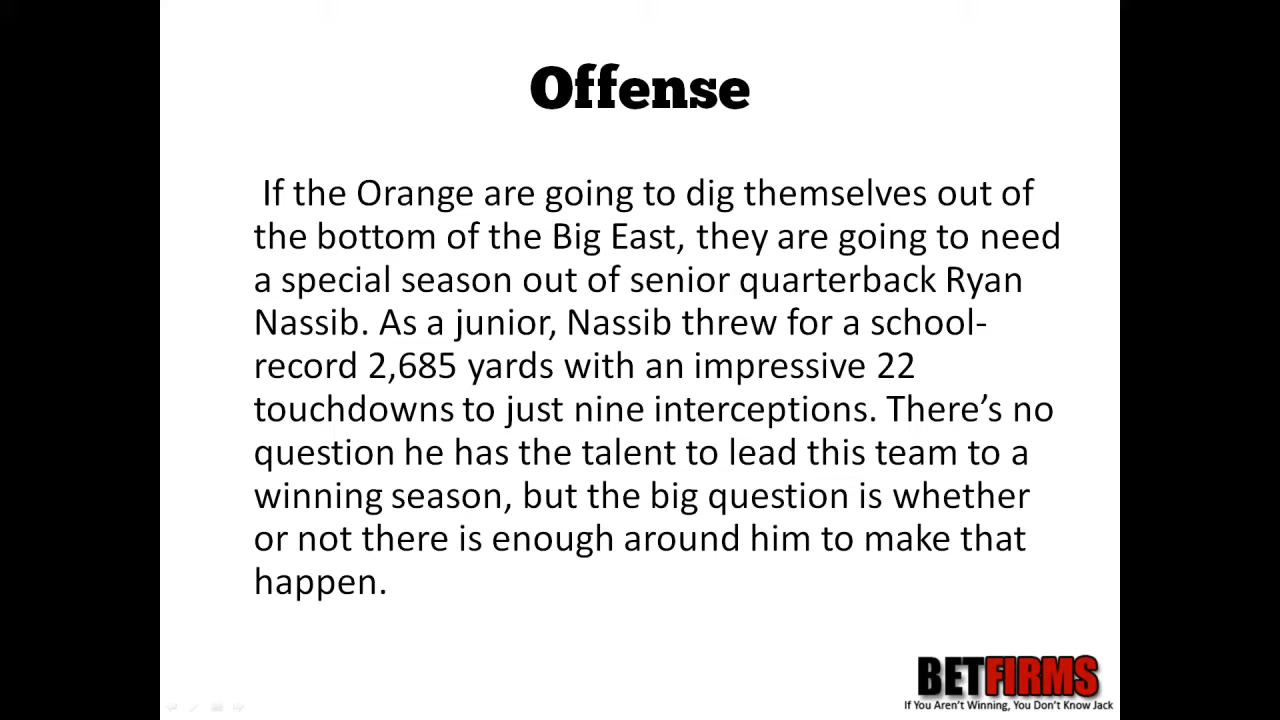 Offense
If the Orange are going to dig themselves out of
the bottom of the Big East, they are going to need
a special season out of senior quarterback Ryan
Nassib. As a junior, Nassib threw for a school-
record 2,685 yards with an impressive 22
touchdowns to just nine interceptions. There’s no
question he has the talent to lead this team to a
winning season, but the big question is whether
or not there is enough around him to make that
happen.
BETFIRMS
If You Aren't Winning, You Don't Know Jack